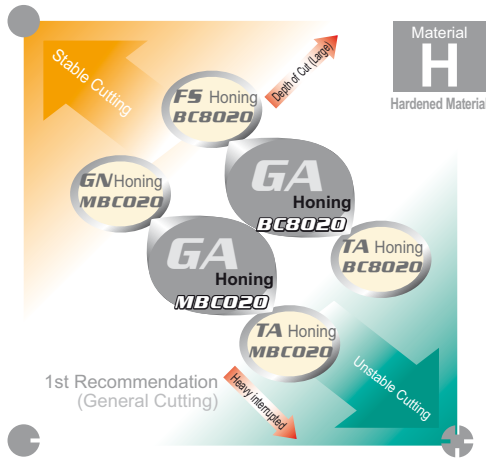 Material
H
Hardened Material
Stable Cutting
Depth of Cut (Large)
FS Honing
BC8020
GN Honing
MBC020
GA
Honing
BC8020
GA
Honing
MBC020
TA Honing
BC8020
TA Honing
MBC020
1st Recommendation
(General Cutting)
Heavy Interrupted
Unstable Cutting